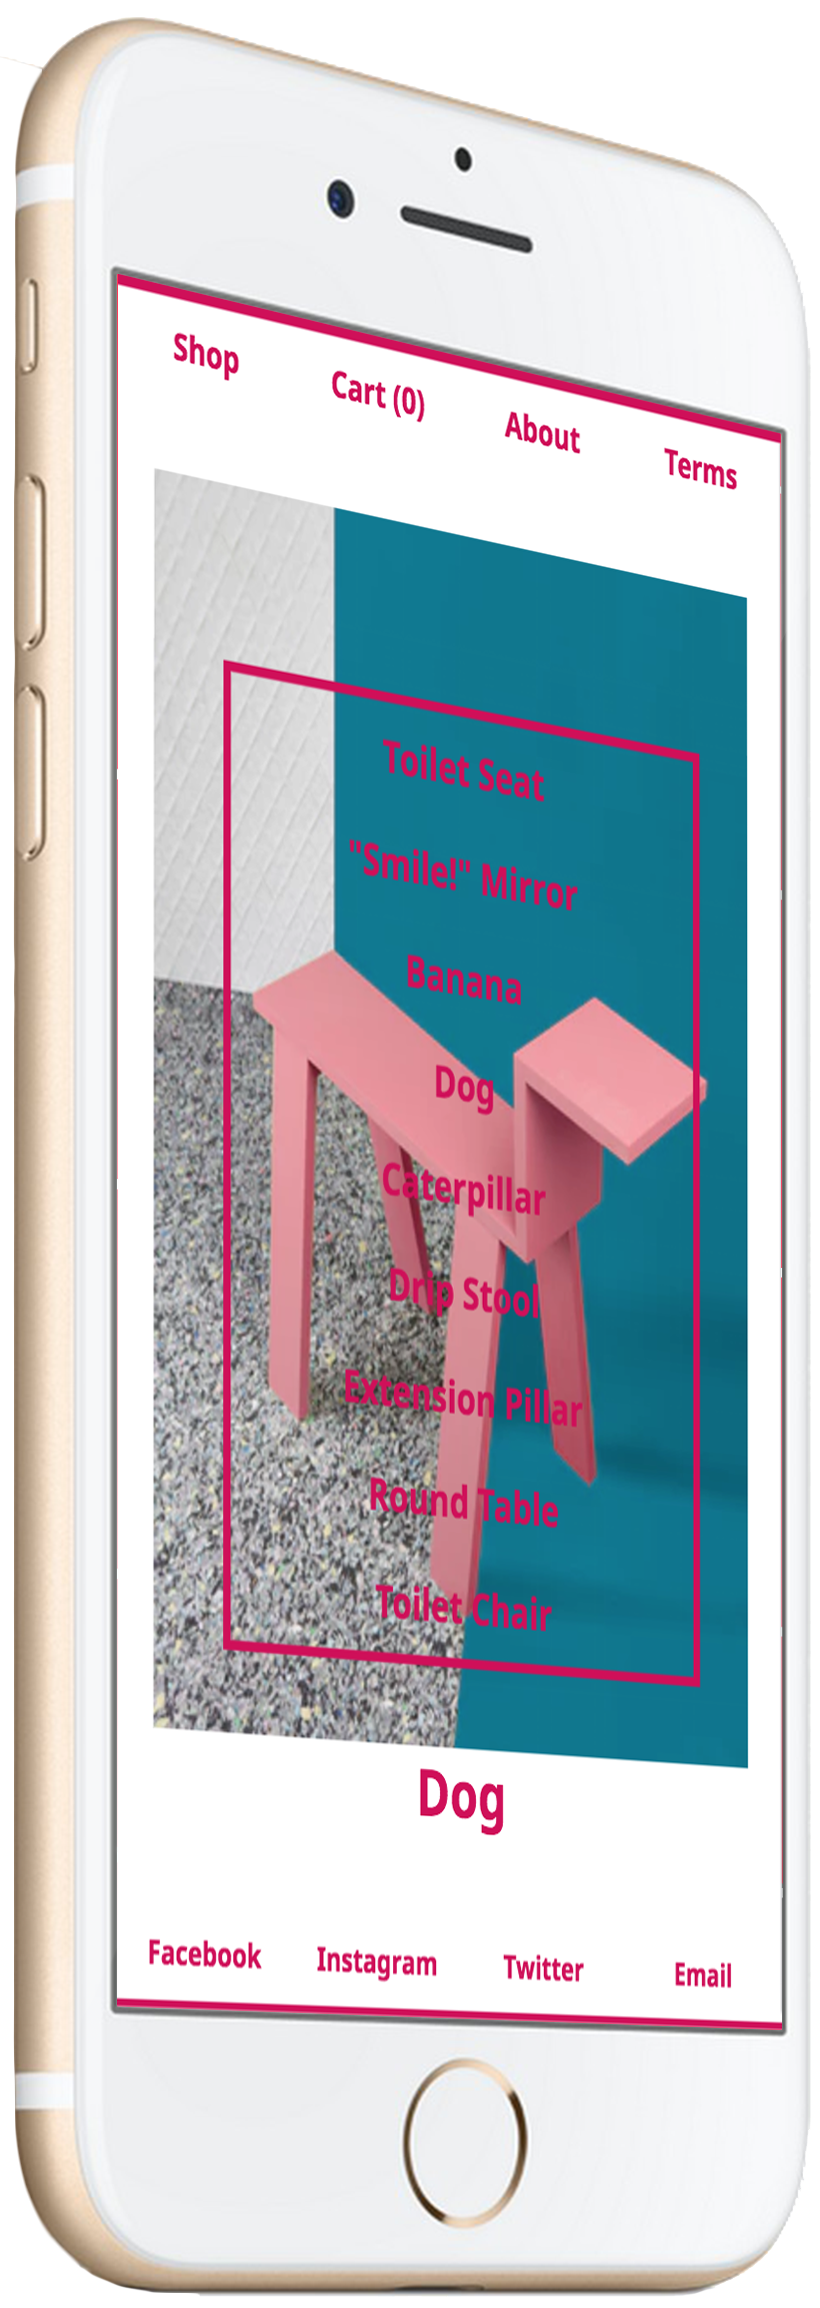 Shop Cart (0) About Terms
Toilet Seat
"Smile!" Mirror
Banana
Dog
Caterpillar
Drip Stool
Extension Pillar
Round Table
Toilet Chair
Dog
Facebook Instagram Twitter Email